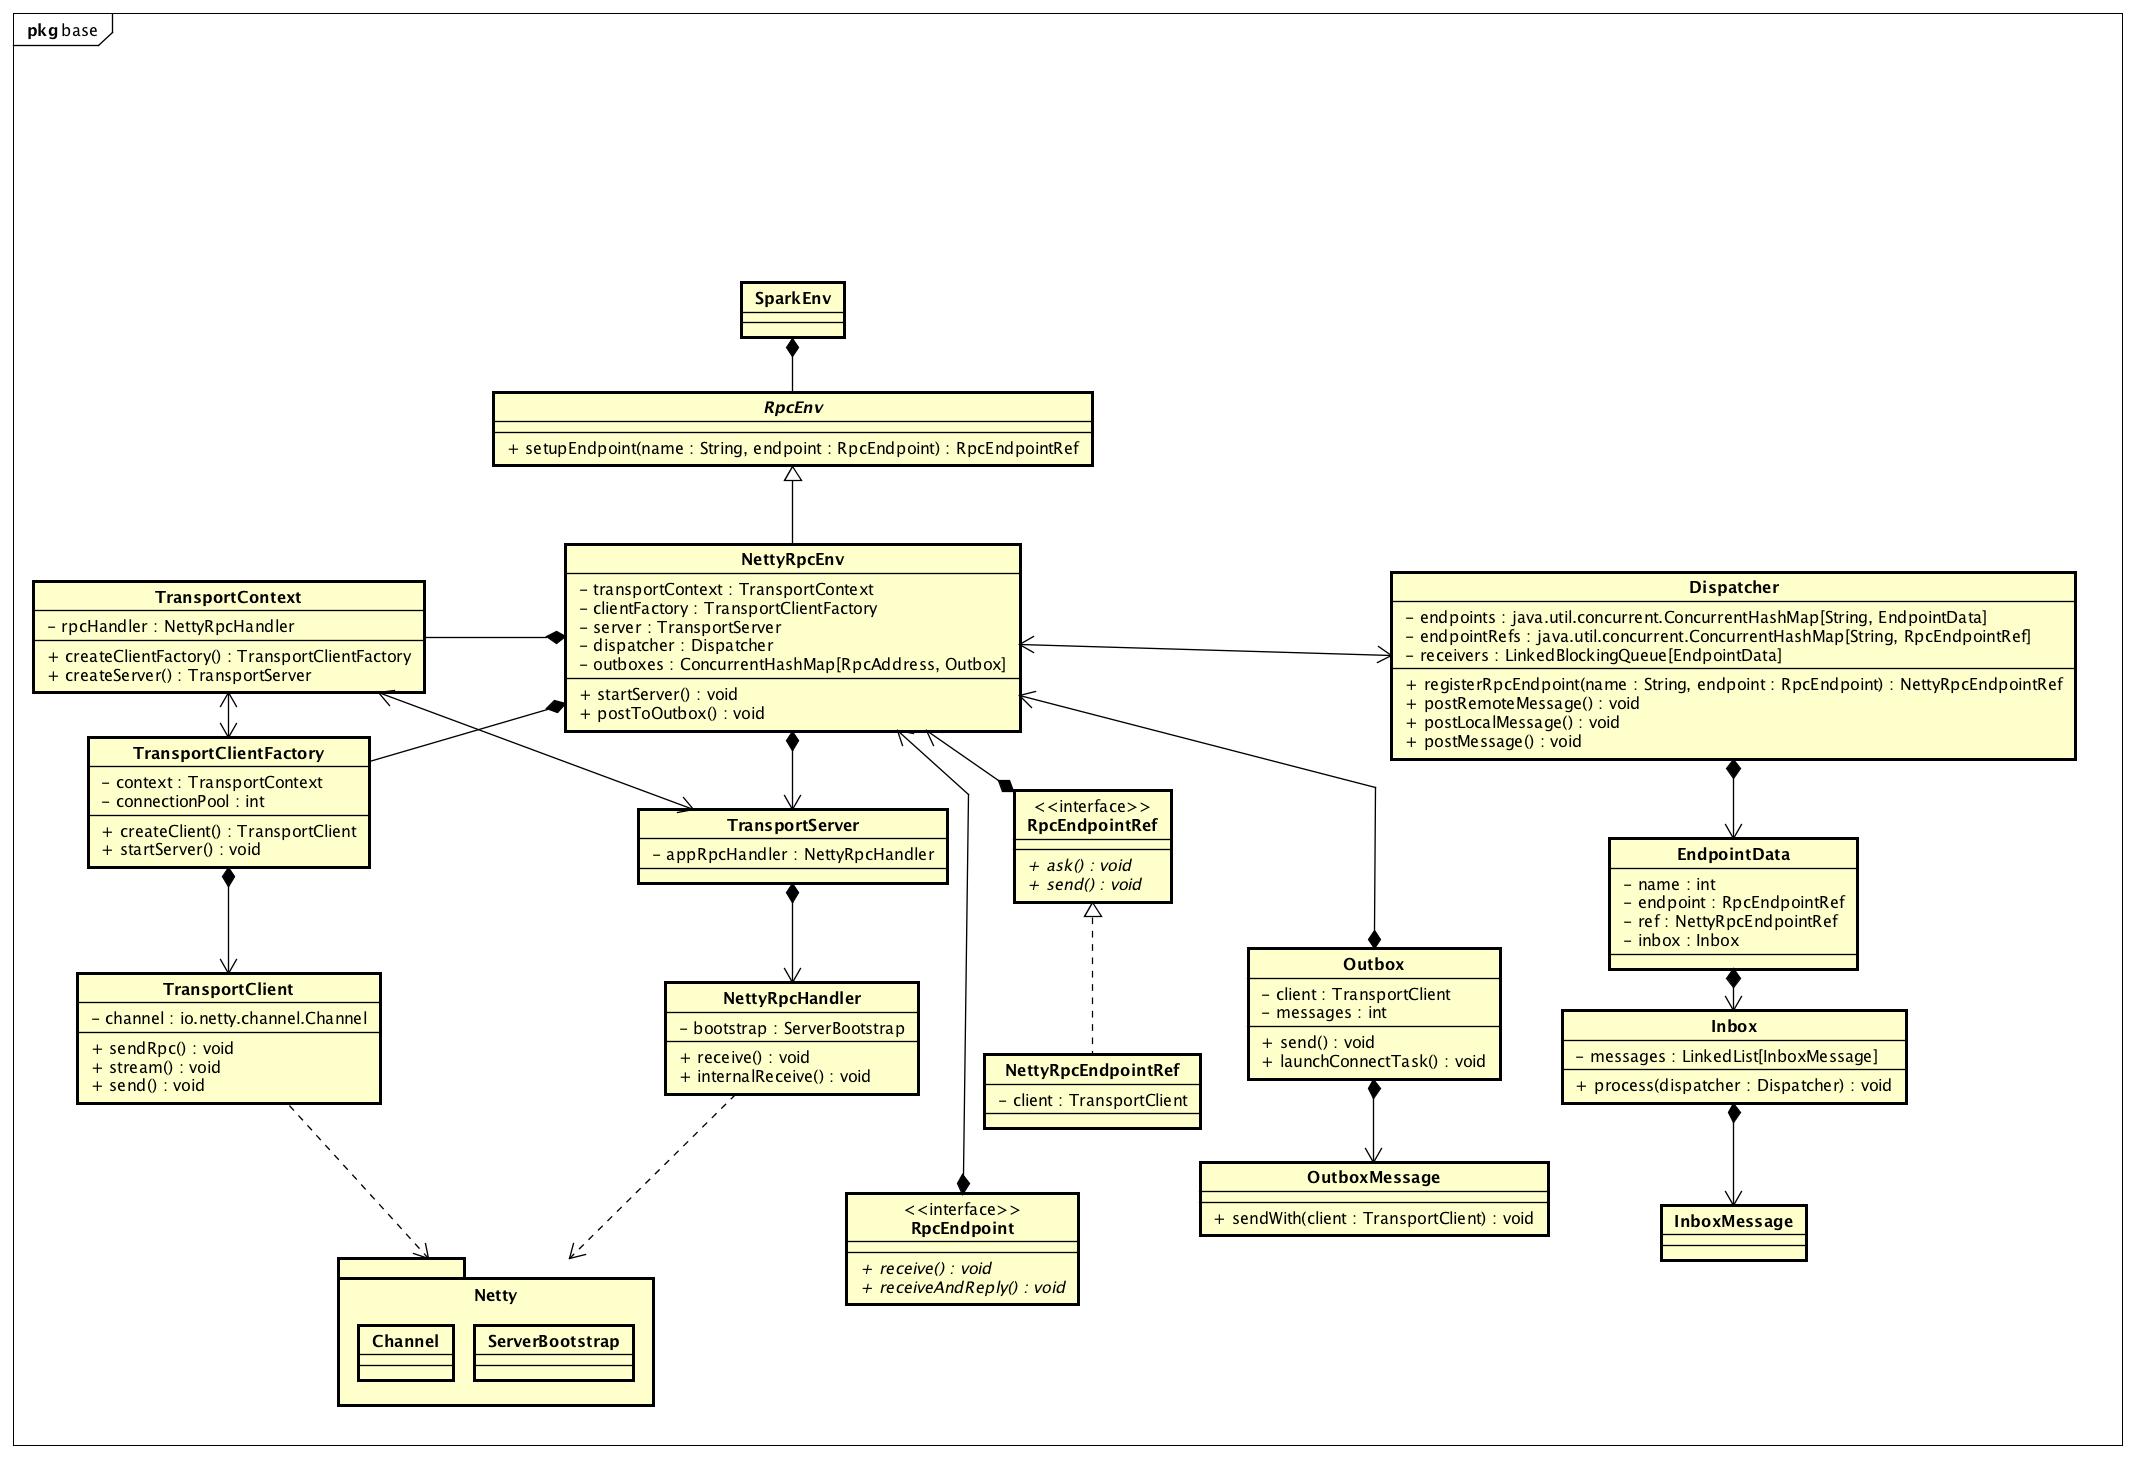 pkg base
SparkEnv
RpcEnv
+ setupEndpoint(name : String, endpoint : RpcEndpoint) : RpcEndpointRef
NettyRpcEnv
- transportContext : TransportContext
- clientFactory : TransportClientFactory
- server : TransportServer
- dispatcher : Dispatcher
- outboxes : ConcurrentHashMap[RpcAddress, Outbox]
+ startServer() : void
+ postToOutbox() : void
TransportContext
- rpcHandler : NettyRpcHandler
+ createClientFactory() : TransportClientFactory
+ createServer() : TransportServer
Dispatcher
- endpoints : java.util.concurrent.ConcurrentHashMap[String, EndpointData]
- endpointRefs : java.util.concurrent.ConcurrentHashMap[String, RpcEndpointRef]
- receivers : LinkedBlockingQueue[EndpointData]
+ registerRpcEndpoint(name : String, endpoint : RpcEndpoint) : NettyRpcEndpointRef
+ postRemoteMessage() : void
+ postLocalMessage() : void
+ postMessage() : void
TransportClientFactory
- context : TransportContext
- connectionPool : int
+ createClient() : TransportClient
+ startServer() : void
TransportServer
- appRpcHandler : NettyRpcHandler
<<interface>>
RpcEndpointRef
+ ask() : void
+ send() : void
EndpointData
- name : int
- endpoint : RpcEndpointRef
- ref : NettyRpcEndpointRef
- inbox : Inbox
TransportClient
- channel : io.netty.channel.Channel
+ sendRpc() : void
+ stream() : void
+ send() : void
NettyRpcHandler
- bootstrap : ServerBootstrap
+ receive() : void
+ internalReceive() : void
Outbox
- client : TransportClient
- messages : int
+ send() : void
+ launchConnectTask() : void
Inbox
- messages : LinkedList[InboxMessage]
+ process(dispatcher : Dispatcher) : void
NettyRpcEndpointRef
- client : TransportClient
OutboxMessage
+ sendWith(client : TransportClient) : void
<<interface>>
RpcEndpoint
+ receive() : void
+ receiveAndReply() : void
InboxMessage
Netty
Channel
ServerBootstrap